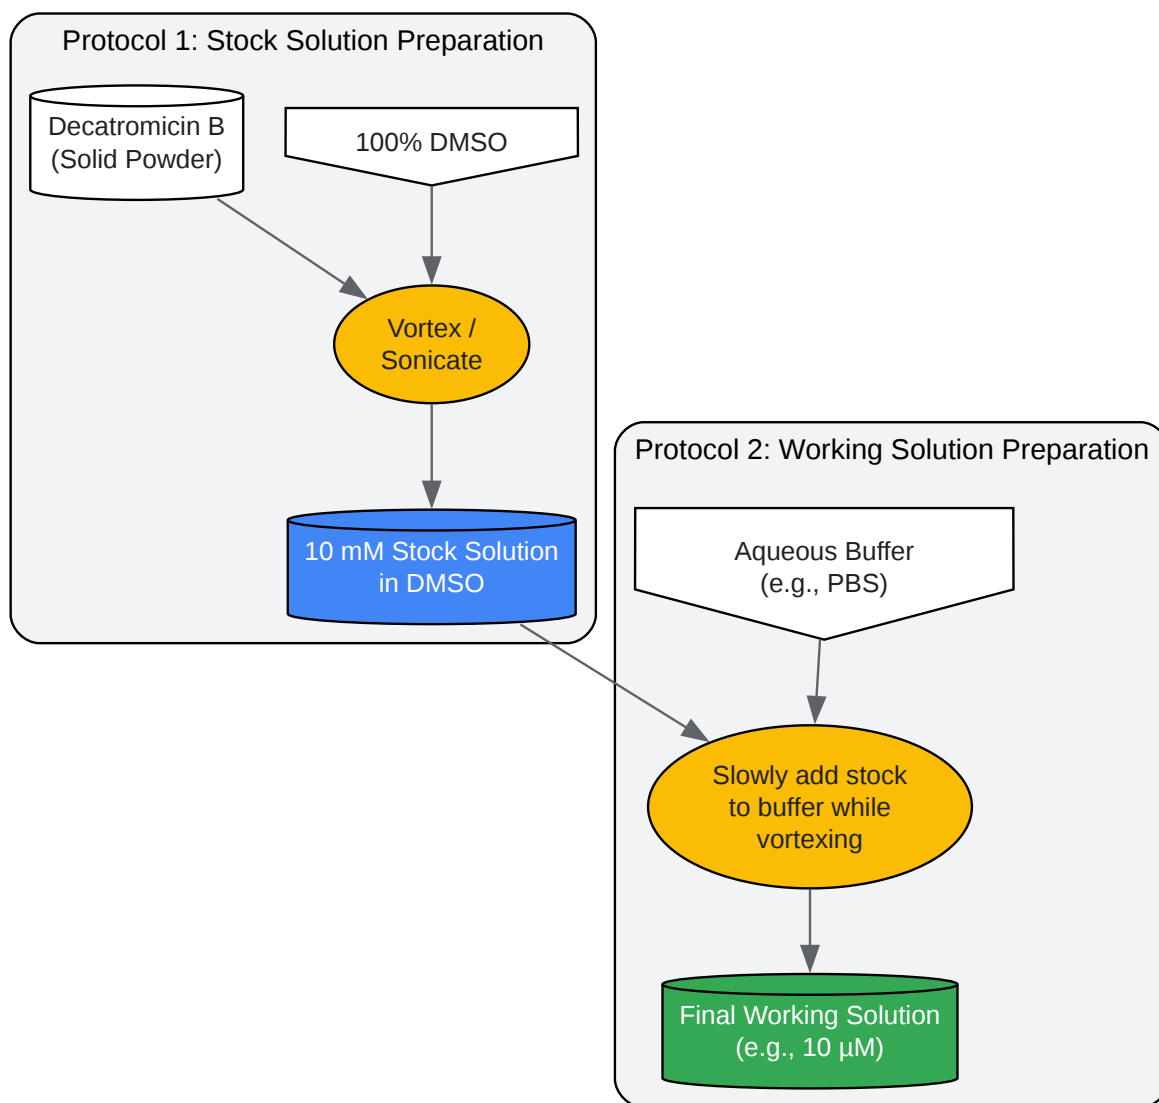 Protocol 1: Stock Solution Preparation
Decatromicin B
(Solid Powder)
100% DMSO
Vortex /
Sonicate
10 mM Stock Solution
in DMSO
Protocol 2: Working Solution Preparation
Aqueous Buffer
(e.g., PBS)
Slowly add stock
to buffer while
vortexing
Final Working Solution
(e.g., 10 µM)